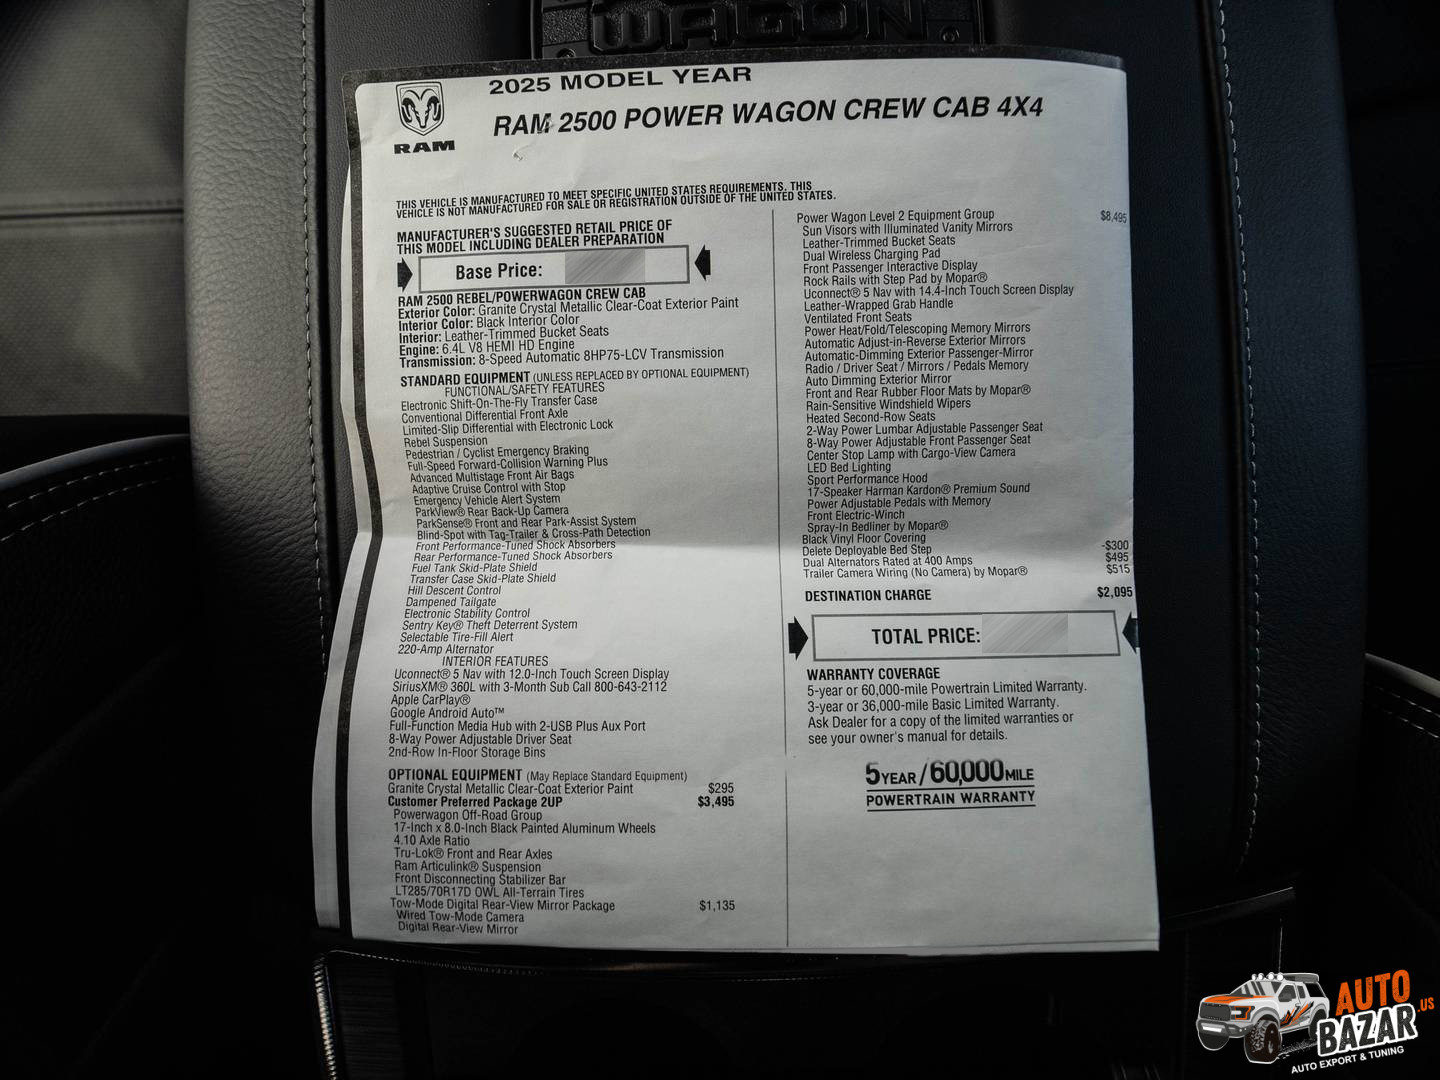 WAGON
2025 MODEL YEAR
RAM 2500 POWER WAGON CREW CAB 4X4
RAM
THIS VEHICLE IS MANUFACTURED TO MEET SPECIFIC UNITED STATES REQUIREMENTS. THIS
VEHICLE IS NOT MANUFACTURED FOR SALE OR REGISTRATION OUTSIDE OF THE UNITED STATES.
MANUFACTURER'S SUGGESTED RETAIL PRICE OF
THIS MODEL INCLUDING DEALER PREPARATION
Base Price:
RAM 2500 REBEL/POWERWAGON CREW CAB
Exterior Color: Granite Crystal Metallic Clear-Coat Exterior Paint
Interior Color: Black Interior Color
Interior: Leather-Trimmed Bucket Seats
Engine: 6.4L V8 HEMI HD Engine
Transmission: 8-Speed Automatic 8HP75-LCV Transmission
STANDARD EQUIPMENT (UNLESS REPLACED BY OPTIONAL EQUIPMENT)
FUNCTIONAL/SAFETY FEATURES
Electronic Shift-On-The-Fly Transfer Case
Conventional Differential Front Axle
Limited-Slip Differential with Electronic Lock
Rebel Suspension
Pedestrian / Cyclist Emergency Braking
Full-Speed Forward-Collision Warning Plus
Advanced Multistage Front Air Bags
Adaptive Cruise Control with Stop
Emergency Vehicle Alert System
ParkView® Rear Back-Up Camera
ParkSense® Front and Rear Park-Assist System
Blind-Spot with Tag-Trailer & Cross-Path Detection
Front Performance-Tuned Shock Absorbers
Rear Performance-Tuned Shock Absorbers
Fuel Tank Skid-Plate Shield
Transfer Case Skid-Plate Shield
Hill Descent Control
Dampened Tailgate
Electronic Stability Control
Sentry Key® Theft Deterrent System
Selectable Tire-Fill Alert
220-Amp Alternator
INTERIOR FEATURES
Uconnect® 5 Nav with 12.0-Inch Touch Screen Display
SiriusXM® 360L with 3-Month Sub Call 800-643-2112
Apple CarPlay®
Google Android Auto™
Full-Function Media Hub with 2-USB Plus Aux Port
8-Way Power Adjustable Driver Seat
2nd-Row In-Floor Storage Bins
OPTIONAL EQUIPMENT (May Replace Standard Equipment)
Granite Crystal Metallic Clear-Coat Exterior Paint $295
Customer Preferred Package 2UP $3,495
Powerwagon Off-Road Group
17-Inch x 8.0-Inch Black Painted Aluminum Wheels
4.10 Axle Ratio
Tru-Lok® Front and Rear Axles
Ram Articulink® Suspension
Front Disconnecting Stabilizer Bar
LT285/70R17D OWL All-Terrain Tires
Tow-Mode Digital Rear-View Mirror Package $1,135
Wired Tow-Mode Camera
Digital Rear-View Mirror
Power Wagon Level 2 Equipment Group $8,495
Sun Visors with Illuminated Vanity Mirrors
Leather-Trimmed Bucket Seats
Dual Wireless Charging Pad
Front Passenger Interactive Display
Rock Rails with Step Pad by Mopar®
Uconnect® 5 Nav with 14.4-Inch Touch Screen Display
Leather-Wrapped Grab Handle
Ventilated Front Seats
Power Heat/Fold/Telescoping Memory Mirrors
Automatic Adjust-in-Reverse Exterior Mirrors
Automatic-Dimming Exterior Passenger-Mirror
Radio / Driver Seat / Mirrors / Pedals Memory
Auto Dimming Exterior Mirror
Front and Rear Rubber Floor Mats by Mopar®
Rain-Sensitive Windshield Wipers
Heated Second-Row Seats
2-Way Power Lumbar Adjustable Passenger Seat
8-Way Power Adjustable Front Passenger Seat
Center Stop Lamp with Cargo-View Camera
LED Bed Lighting
Sport Performance Hood
17-Speaker Harman Kardon® Premium Sound
Power Adjustable Pedals with Memory
Front Electric-Winch
Spray-In Bedliner by Mopar®
Black Vinyl Floor Covering
Delete Deployable Bed Step -$300
Dual Alternators Rated at 400 Amps $495
Trailer Camera Wiring (No Camera) by Mopar® $515
DESTINATION CHARGE $2,095
TOTAL PRICE:
WARRANTY COVERAGE
5-year or 60,000-mile Powertrain Limited Warranty.
3-year or 36,000-mile Basic Limited Warranty.
Ask Dealer for a copy of the limited warranties or
see your owner's manual for details.
5 YEAR / 60,000 MILE
POWERTRAIN WARRANTY
AUTO
BAZAR.US
AUTO EXPORT & TUNING